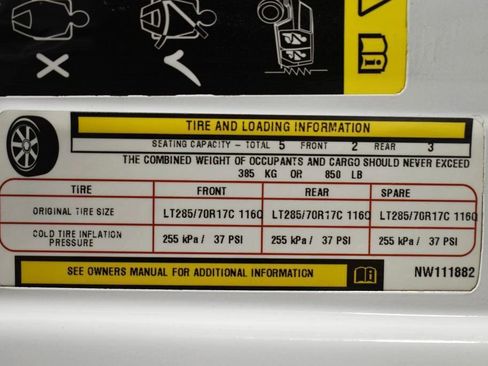 TIRE AND LOADING INFORMATION
SEATING CAPACITY - TOTAL 5 FRONT 2 REAR 3
THE COMBINED WEIGHT OF OCCUPANTS AND CARGO SHOULD NEVER EXCEED
385 KG OR 850 LB
TIRE FRONT REAR SPARE
ORIGINAL TIRE SIZE LT285/70R17C 116Q LT285/70R17C 116Q LT285/70R17C 116Q
COLD TIRE INFLATION PRESSURE 255 kPa / 37 PSI 255 kPa / 37 PSI 255 kPa / 37 PSI
SEE OWNERS MANUAL FOR ADDITIONAL INFORMATION NW111882